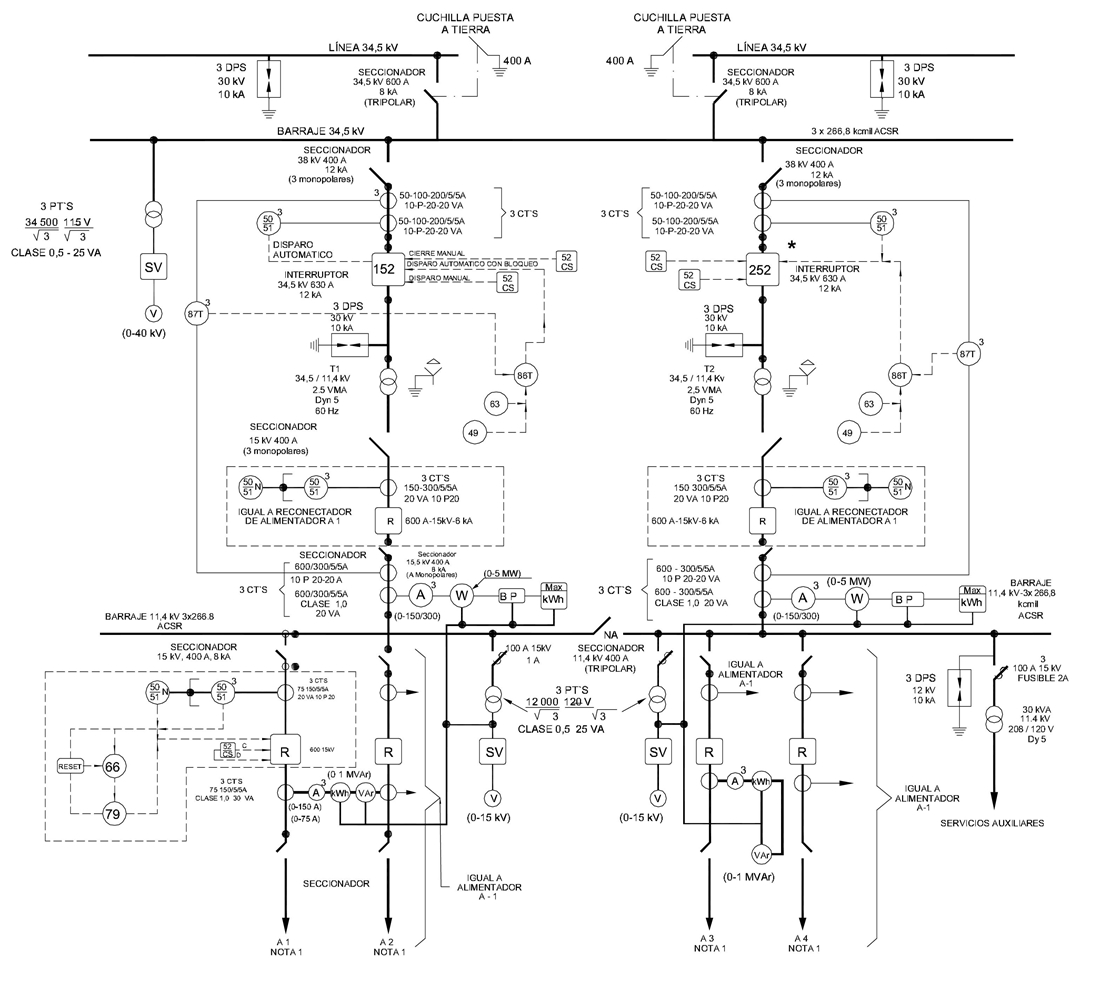 CUCHILLA PUESTA
A TIERRA
CUCHILLA PUESTA
A TIERRA
LÍNEA 34,5 kV
LÍNEA 34,5 kV
400 A
400 A
3 DPS
30 kV
10 kA
SECCIONADOR
34,5 kV 600 A
8 kA
(TRIPOLAR)
SECCIONADOR
34,5 kV 600 A
8 kA
(TRIPOLAR)
3 DPS
30 kV
10 kA
BARRAJE 34,5 kV
3 x 266,8 kcmil ACSR
SECCIONADOR
38 kV 400 A
12 kA
(3 monopolares)
SECCIONADOR
38 kV 400 A
12 kA
(3 monopolares)
3 PT'S
34 500 115 V
√3 √3
CLASE 0,5 - 25 VA
SV
V
(0-40 kV)
3
50-100-200/5/5A
10-P-20-20 VA
50-100-200/5/5A
10-P-20-20 VA
3 CT'S
3 CT'S
50-100-200/5/5A
10-P-20-20 VA
50-100-200/5/5A
10-P-20-20 VA
50
51
3
50
51
3
DISPARO
AUTOMATICO
152
CIERRE MANUAL
DISPARO AUTOMATICO CON BLOQUEO
DISPARO MANUAL
52
CS
52
CS
52
CS
52
CS
252
*
INTERRUPTOR
34,5 kV 630 A
12 kA
INTERRUPTOR
34,5 kV 630 A
12 kA
87T
3
87T
3
3 DPS
30 kV
10 kA
3 DPS
30 kV
10 kA
T1
34,5 / 11,4 Kv
2,5 VMA
Dyn 5
60 Hz
T2
34,5 / 11,4 Kv
2,5 VMA
Dyn 5
60 Hz
86T
63
49
86T
63
49
SECCIONADOR
15 kV 400 A
(3 monopolares)
50
51
N
50
51
3
3 CT'S
150-300/5/5A
20 VA 10 P20
IGUAL A RECONECTADOR
DE ALIMENTADOR A 1
R
600 A-15kV-6 kA
3 CT'S
150-300/5/5A
20 VA 10 P20
50
51
3
50
51
N
IGUAL A RECONECTADOR
DE ALIMENTADOR A 1
600 A-15kV-6 kA
R
SECCIONADOR
Seccionador
15,5 kV 400 A
6 kA
(A Monopolares)
3 CT'S
600/300/5/5A
10 P 20-20 A
600/300/5/5A
CLASE 1,0
20 VA
A
3
(0-150/300)
W
(0-5 MW)
B P
Max
kWh
3 CT'S
600 - 300/5/5A
10 P 20-20 VA
600 - 300/5/5A
CLASE 1,0 20 VA
A
3
(0-150/300)
W
(0-5 MW)
B P
Max
kWh
BARRAJE
11,4 kV-3x 266,8
kcmil
ACSR
BARRAJE 11,4 kV 3x266.8
ACSR
NA
SECCIONADOR
15 kV, 400 A, 8 kA
100 A 15kV
1 A
SECCIONADOR
11,4 kV 400 A
(TRIPOLAR)
3 PT'S
12 000 120 V
√3 √3
CLASE 0,5 25 VA
SV
V
(0-15 kV)
SV
V
(0-15 kV)
50
51
N
50
51
3
3 CT'S
75 150/5/5A
20 VA 10 P 20
52
CS
C
D
R
600 15kV
RESET
66
79
3 CT'S
75 150/5/5A
CLASE 1,0 30 VA
(0 1 MVAr)
A
3
kWh
VAr
(0-150 A)
(0-75 A)
R
SECCIONADOR
IGUAL A
ALIMENTADOR
A - 1
A 1
NOTA 1
A 2
NOTA 1
IGUAL A
ALIMENTADOR
A-1
R
R
A
3
kWh
VAr
(0-1 MVAr)
A 3
NOTA 1
A 4
NOTA 1
IGUAL A
ALIMENTADOR
A-1
3 DPS
12 kV
10 kA
3
100 A 15 kV
FUSIBLE 2A
30 kVA
11.4 kV
208 / 120 V
Dy 5
SERVICIOS AUXILIARES